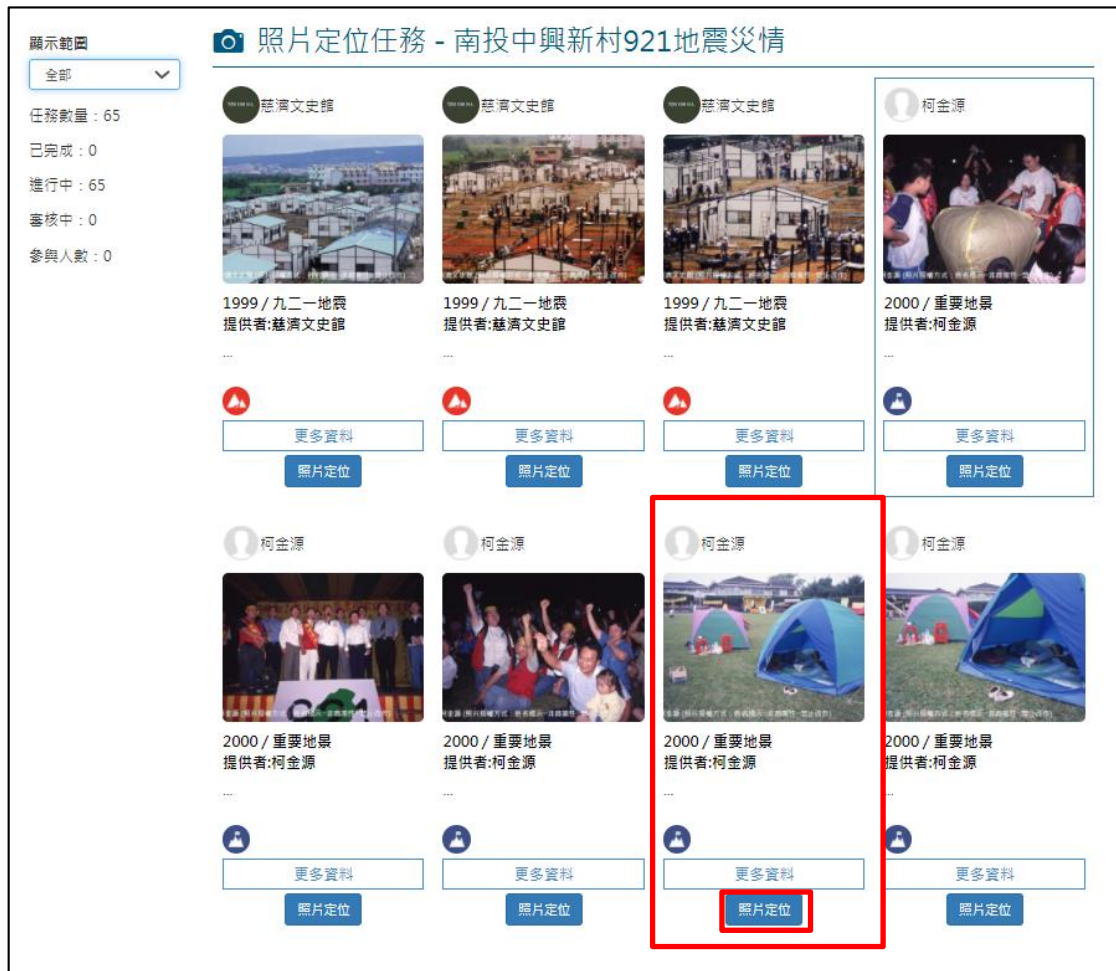 顯示範圍
全部
任務數量：65
已完成：0
進行中：65
審核中：0
參與人數：0
照片定位任務 - 南投中興新村921地震災情
慈濟文史館
慈濟文史館
慈濟文史館
柯金源
1999 / 九二一地震
提供者:慈濟文史館
...
更多資料
照片定位
1999 / 九二一地震
提供者:慈濟文史館
...
更多資料
照片定位
1999 / 九二一地震
提供者:慈濟文史館
...
更多資料
照片定位
2000 / 重要地景
提供者:柯金源
...
更多資料
照片定位
柯金源
柯金源
柯金源
柯金源
2000 / 重要地景
提供者:柯金源
...
更多資料
照片定位
2000 / 重要地景
提供者:柯金源
...
更多資料
照片定位
2000 / 重要地景
提供者:柯金源
...
更多資料
照片定位
2000 / 重要地景
提供者:柯金源
...
更多資料
照片定位